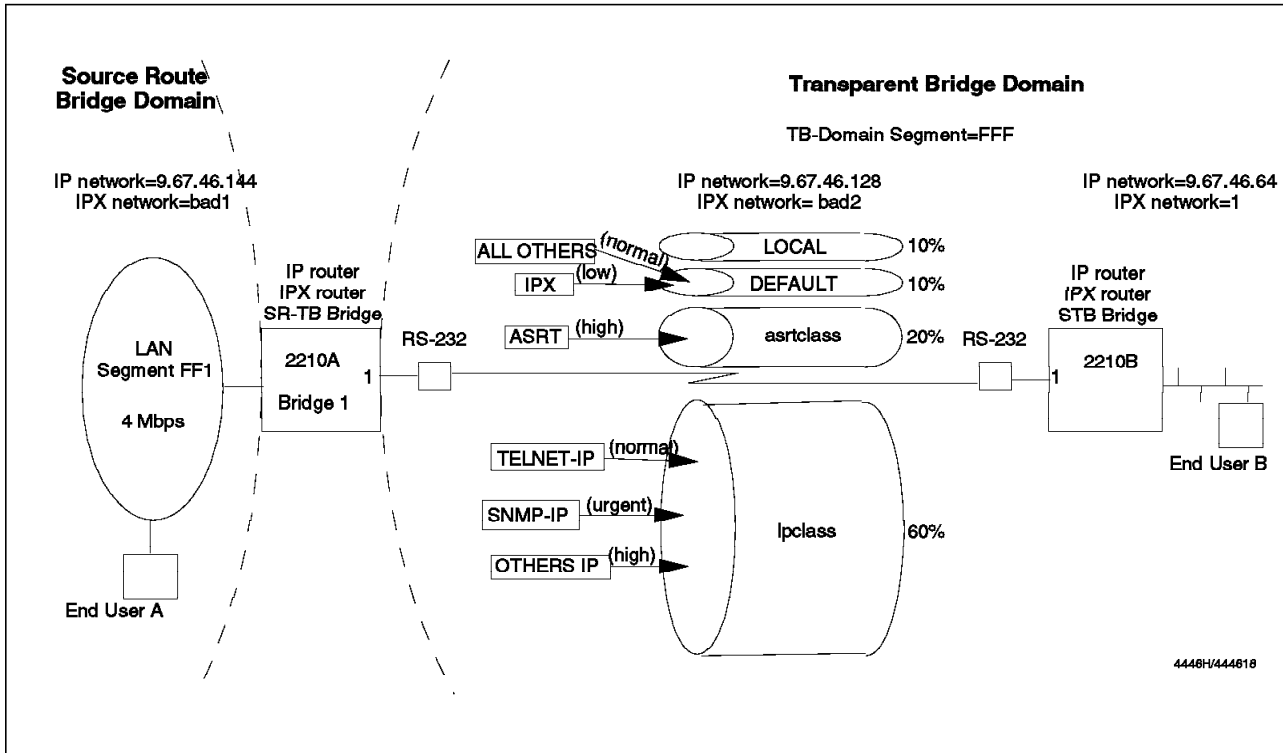 Source Route
Bridge Domain
Transparent Bridge Domain
TB-Domain Segment=FFF
IP network=9.67.46.144
IPX network=bad1
IP network=9.67.46.128
IPX network= bad2
IP network=9.67.46.64
IPX network=1
ALL OTHERS
(normal)
LOCAL
10%
IPX
(low)
DEFAULT
10%
IP router
IPX router
SR-TB Bridge
IP router
IPX router
STB Bridge
ASRT
(high)
asrtclass
20%
RS-232
RS-232
LAN
Segment FF1
4 Mbps
2210A
1
Bridge 1
1
2210B
TELNET-IP
(normal)
SNMP-IP
(urgent)
OTHERS IP
(high)
Ipclass
60%
End User B
End User A
4446H/444618